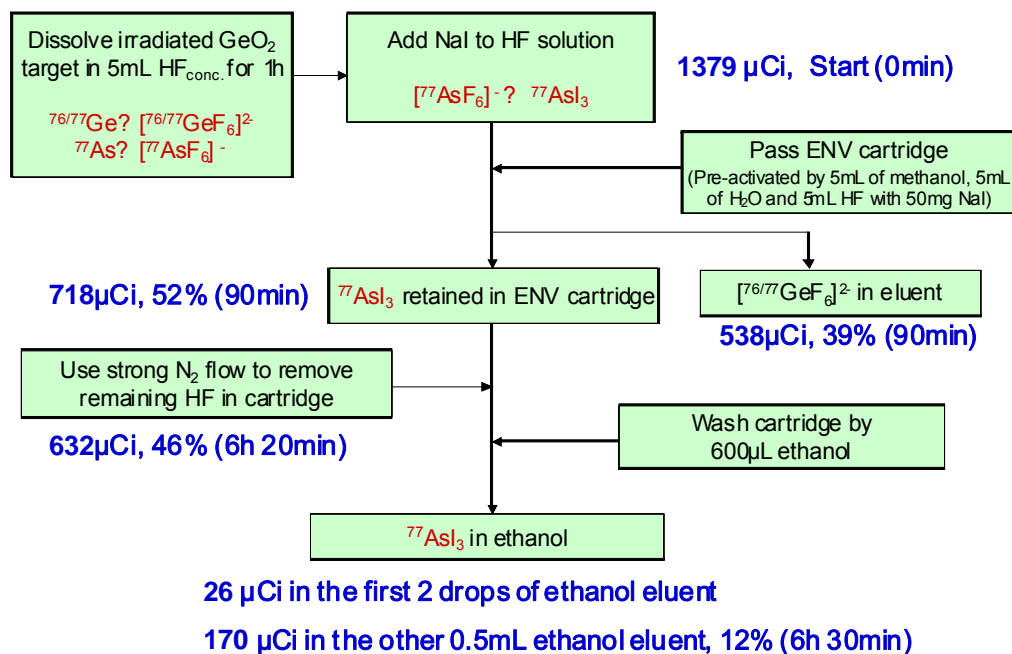 Dissolve irradiated GeO₂
target in 5mL HF_conc. for 1h
⁷⁶/⁷⁷Ge? [⁷⁶/⁷⁷GeF₆]²⁻
⁷⁷As? [⁷⁷AsF₆]⁻
Add NaI to HF solution
[⁷⁷AsF₆]⁻? ⁷⁷AsI₃
1379 µCi, Start (0min)
Pass ENV cartridge
(Pre-activated by 5mL of methanol, 5mL
of H₂O and 5mL HF with 50mg NaI)
718µCi, 52% (90min)
⁷⁷AsI₃ retained in ENV cartridge
[⁷⁶/⁷⁷GeF₆]²⁻ in eluent
538µCi, 39% (90min)
Use strong N₂ flow to remove
remaining HF in cartridge
632µCi, 46% (6h 20min)
Wash cartridge by
600µL ethanol
⁷⁷AsI₃ in ethanol
26 µCi in the first 2 drops of ethanol eluent
170 µCi in the other 0.5mL ethanol eluent, 12% (6h 30min)